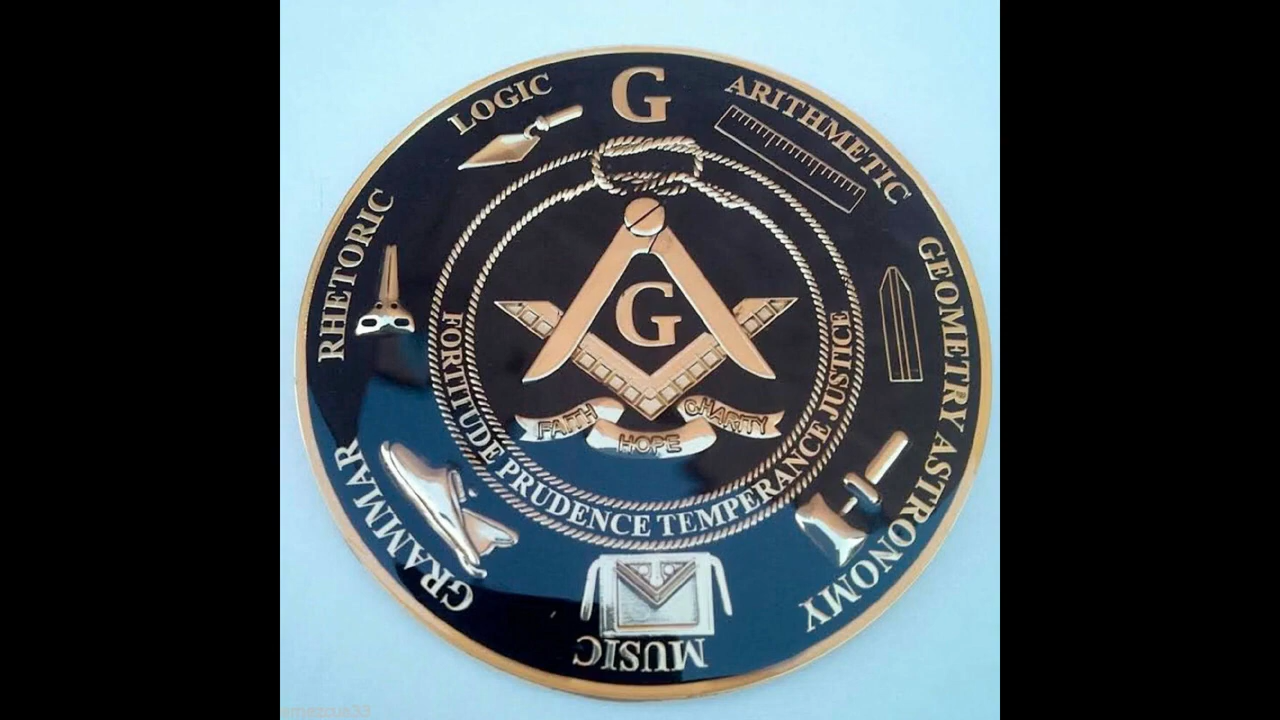 G
LOGIC
ARITHMETIC
RHETORIC
GEOMETRY ASTRONOMY
GRAMMAR
MUSIC
G
FAITH
HOPE
CHARITY
FORTITUDE PRUDENCE TEMPERANCE JUSTICE